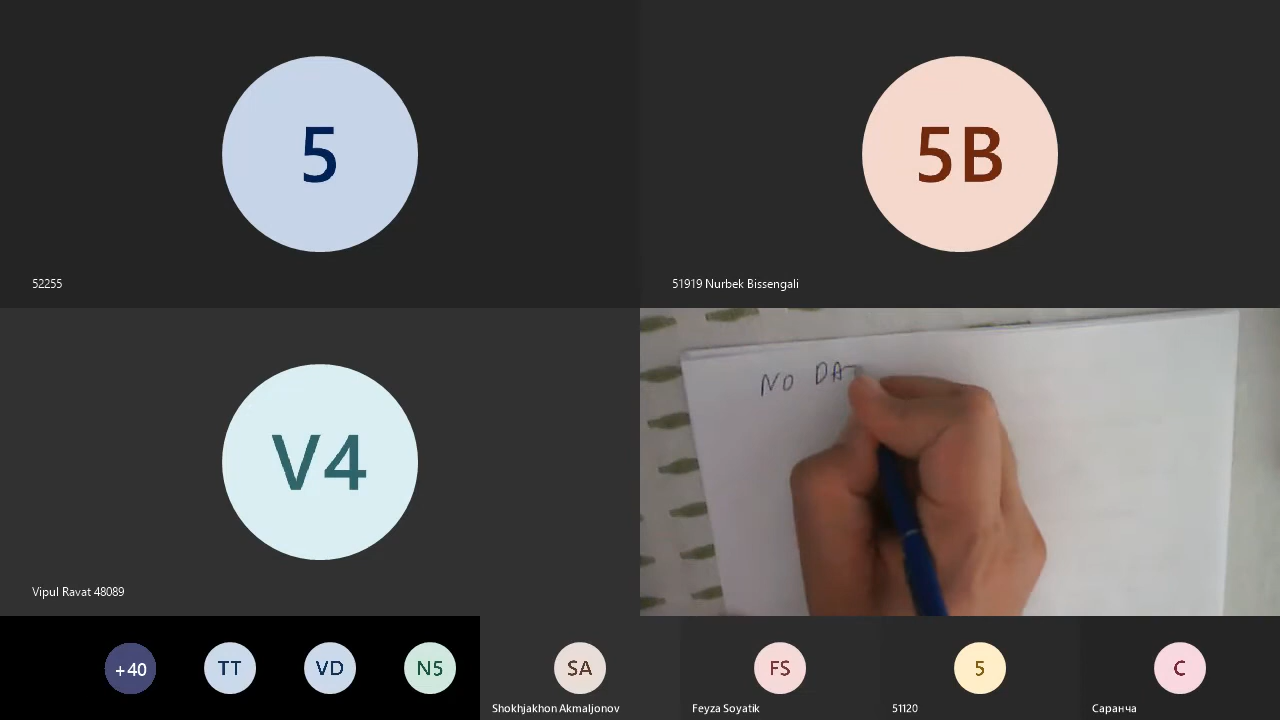 5
5B
52255
51919 Nurbek Bissengali
V4
NO DAT
Vipul Ravat 48089
+40
TT
VD
N5
SA
FS
5
C
Shokhjakhon Akmaljonov
Feyza Soyatik
51120
Саранча